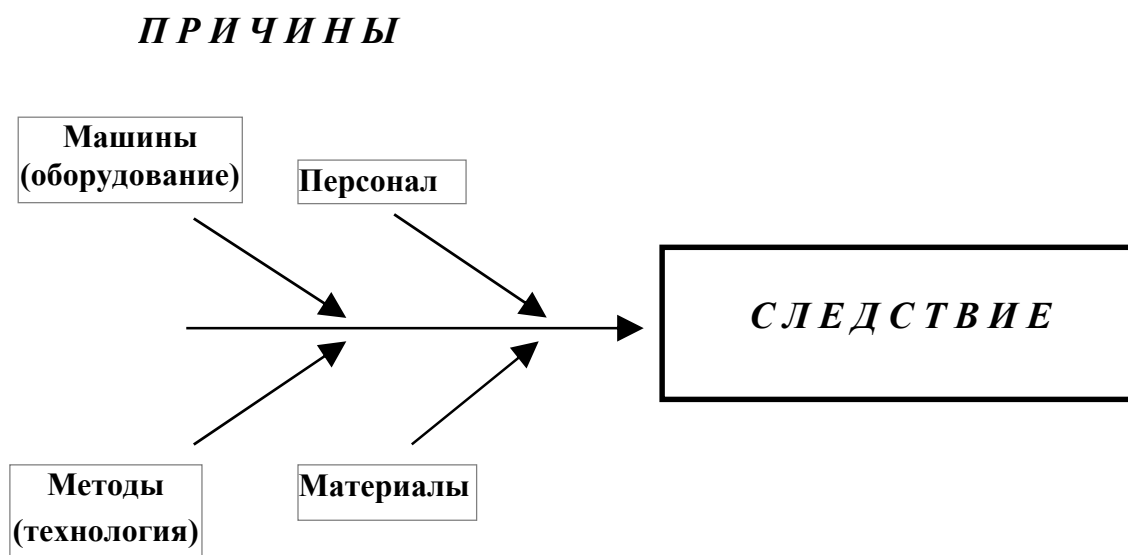 П Р И Ч И Н Ы
Машины
(оборудование)
Персонал
С Л Е Д С Т В И Е
Методы
(технология)
Материалы